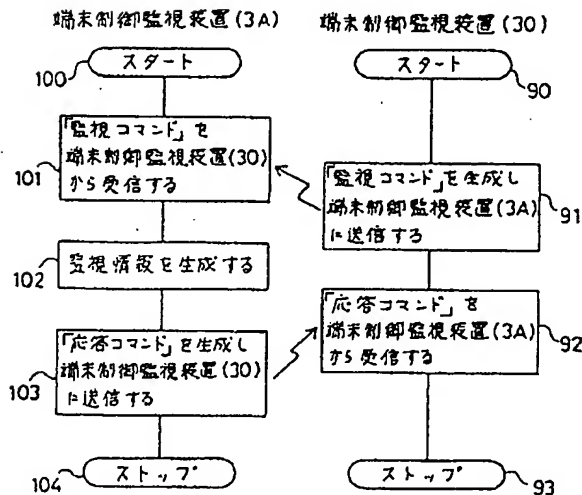 端末制御監視装置(3A)
100
スタート
「監視コマンド」を
端末制御監視装置(30)
から受信する
101
監視情報を生成する
102
「応答コマンド」を生成し
端末制御監視装置(30)
に送信する
103
ストップ
104
端末制御監視装置(30)
スタート
90
「監視コマンド」を生成し
端末制御監視装置(3A)
に送信する
91
「応答コマンド」を
端末制御監視装置(3A)
から受信する
92
ストップ
93